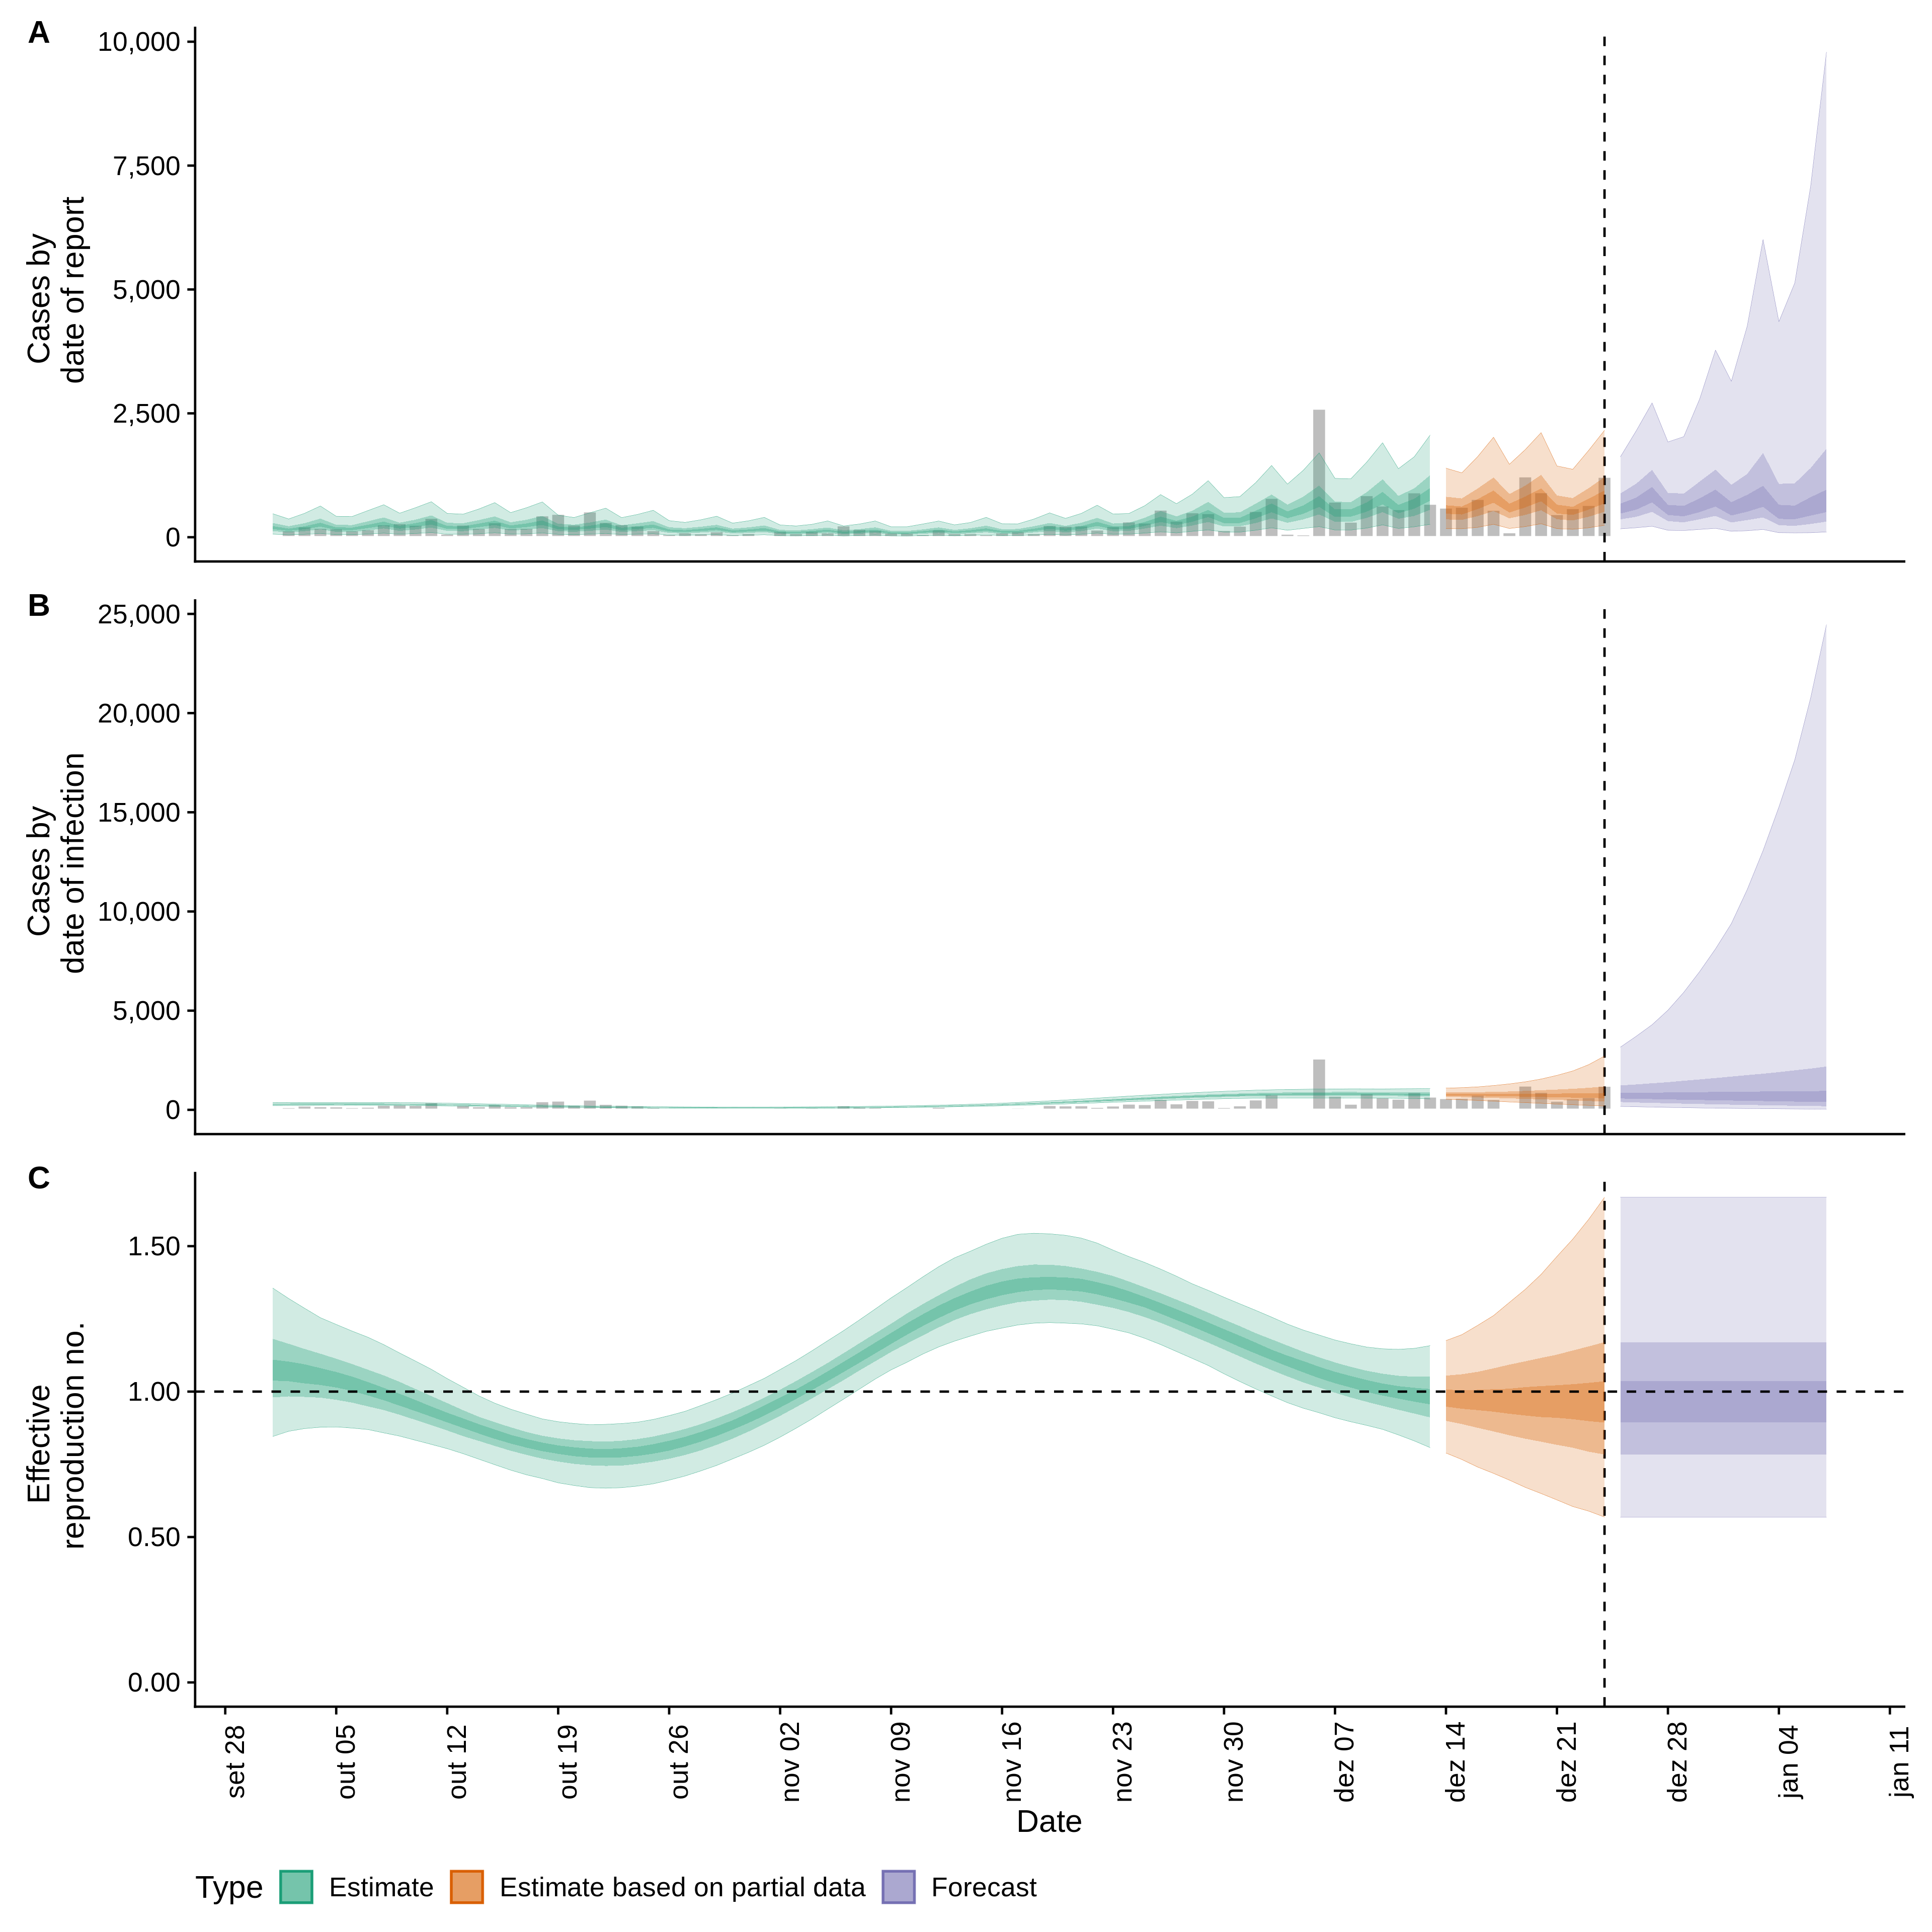 A
10,000
7,500
5,000
2,500
0
Cases by
date of report
B
25,000
20,000
15,000
10,000
5,000
0
Cases by
date of infection
C
1.50
1.00
0.50
0.00
Effective
reproduction no.
set 28
out 05
out 12
out 19
out 26
nov 02
nov 09
nov 16
nov 23
nov 30
dez 07
dez 14
dez 21
dez 28
jan 04
jan 11
Date
Type Estimate Estimate based on partial data Forecast